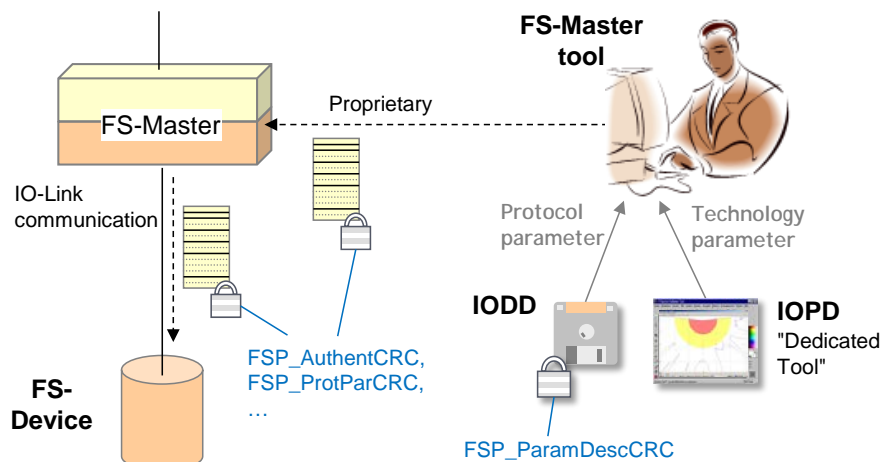 FS-Master
tool
Proprietary
FS-Master
IO-Link
communication
Protocol
parameter
Technology
parameter
IODD
IOPD
"Dedicated
Tool"
FSP_AuthentCRC,
FSP_ProtParCRC,
…
FS-
Device
FSP_ParamDescCRC